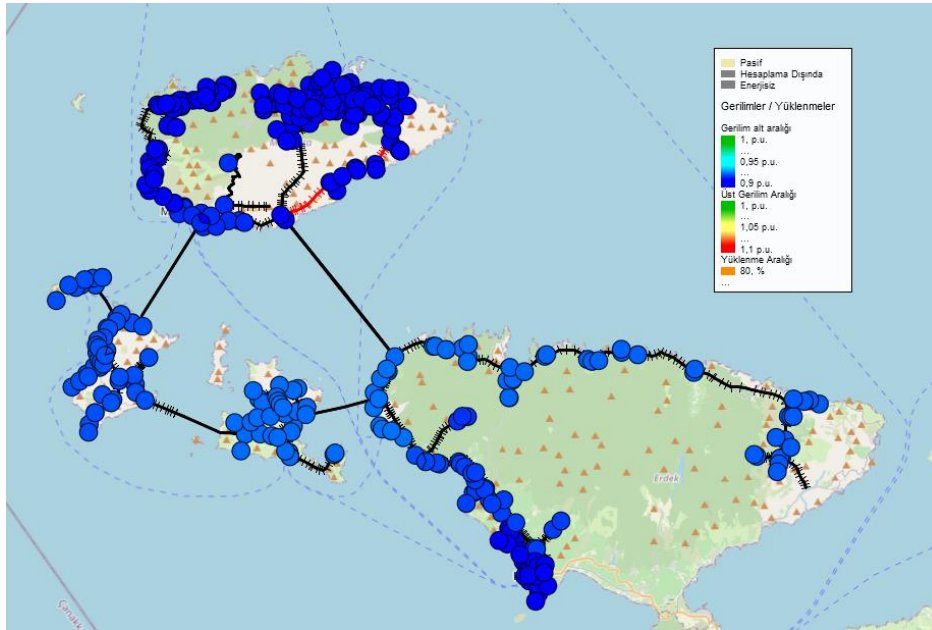 Pasif
Hesaplama Dışında
Enerjisiz
Gerilimler / Yüklenmeler
Gerilim alt aralığı
1, p.u.
...
0,95 p.u.
...
0,9 p.u.
Üst Gerilim Aralığı
1, p.u.
...
1,05 p.u.
...
1,1 p.u.
Yüklenme Aralığı
80, %
...
Erdek
Çanakk